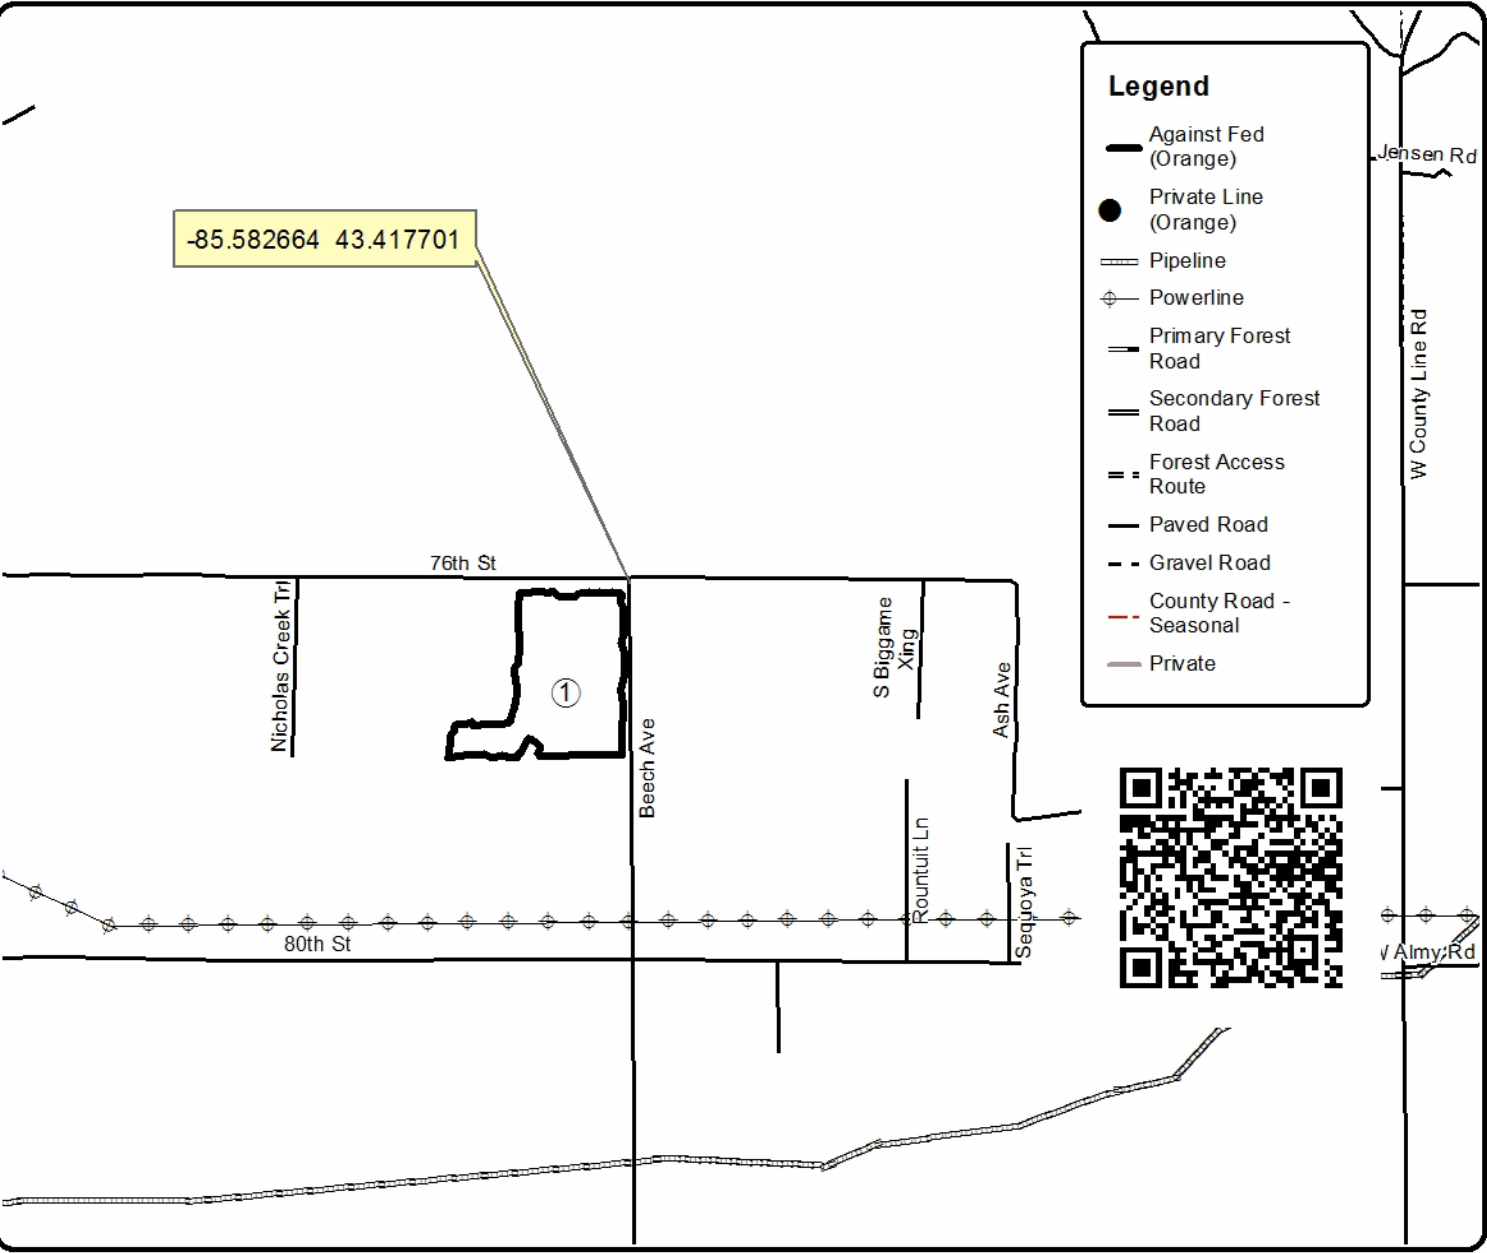 Legend
Against Fed
(Orange)
Private Line
(Orange)
Pipeline
Powerline
Primary Forest
Road
Secondary Forest
Road
Forest Access
Route
Paved Road
Gravel Road
County Road -
Seasonal
Private
Jensen Rd
W County Line Rd
-85.582664 43.417701
76th St
Nicholas Creek Trl
1
Beech Ave
S Biggame
Xing
Ash Ave
Rountuit Ln
Sequoya Trl
80th St
Almy Rd